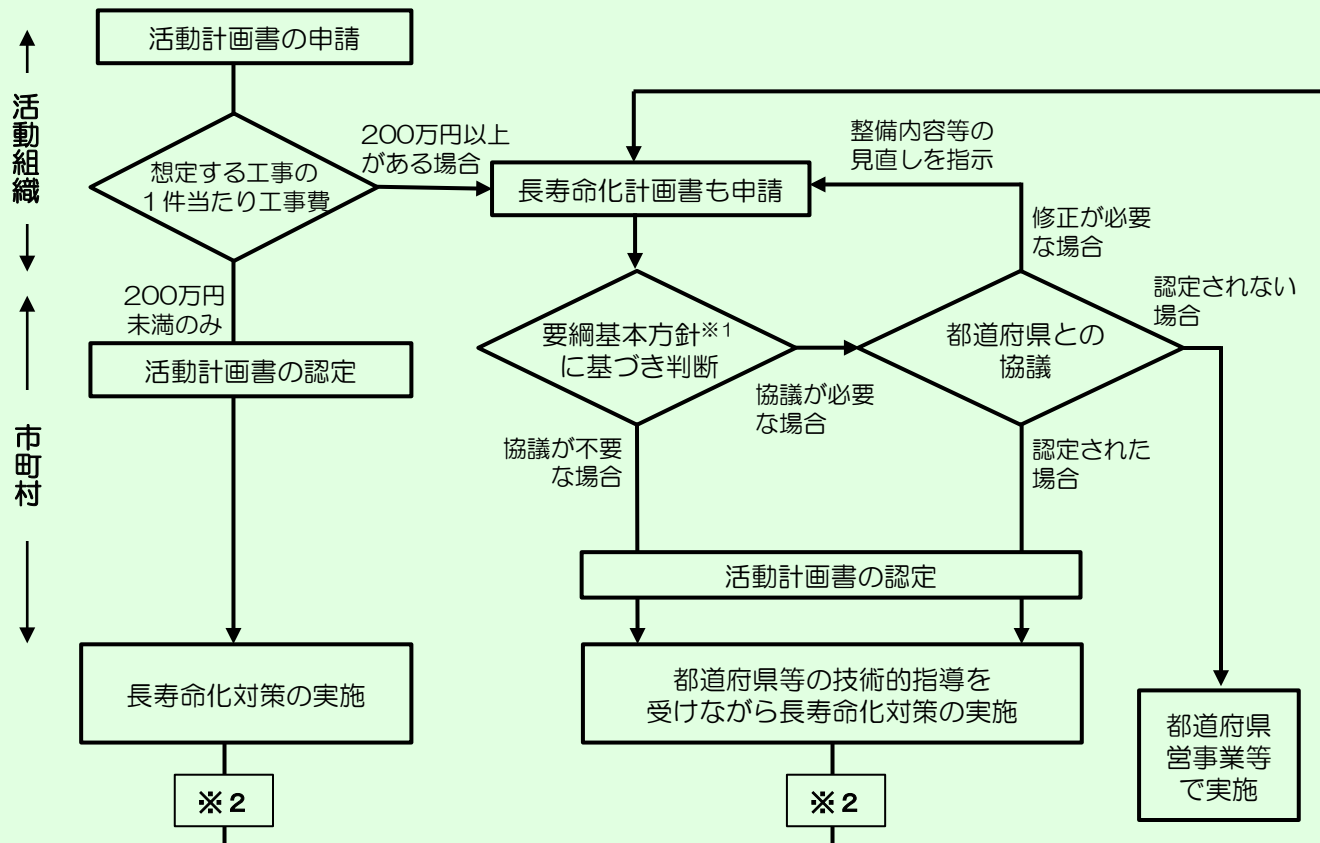 活動計画書の申請
活動組織
想定する工事の
1件当たり工事費
200万円以上
がある場合
長寿命化計画書も申請
整備内容等の
見直しを指示
修正が必要
な場合
200万円
未満のみ
活動計画書の認定
市町村
要綱基本方針※1
に基づき判断
協議が必要
な場合
都道府県との
協議
認定されない
場合
協議が不要
な場合
認定された
場合
活動計画書の認定
長寿命化対策の実施
都道府県等の技術的指導を
受けながら長寿命化対策の実施
都道府県
営事業等
で実施
※2
※2